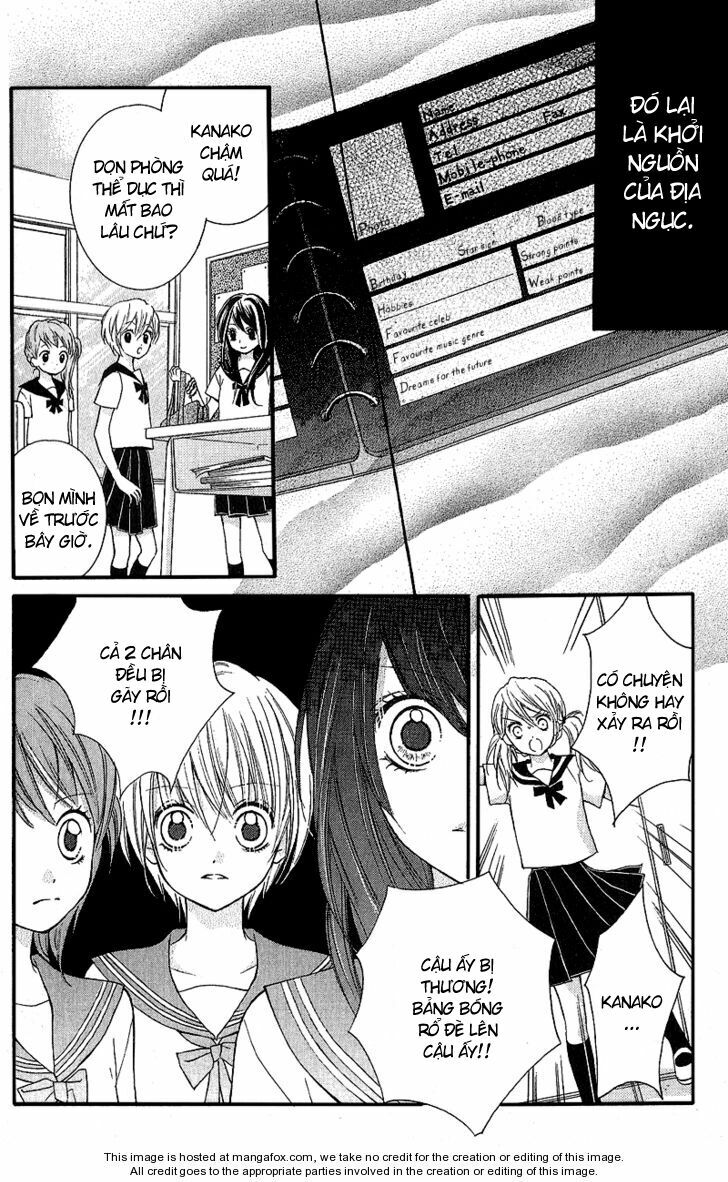 ĐÓ LẠI
LÀ KHỞI
NGUỒN
CỦA ĐỊA
NGỤC.
Name
Address
Fax
Tel
Mobile-phone
E-mail
Photo
Blood type
Star sign
Birthday
Strong points
Weak points
Hobbies
Favourite celeb
Favourite music genre
Dreams for the future
KANAKO
CHẬM
QUÁ!
DỌN PHÒNG
THỂ DỤC THÌ
MẤT BAO
LÂU CHỨ?
BỌN MÌNH
VỀ TRƯỚC
BÂY GIỜ.
CÓ CHUYỆN
KHÔNG HAY
XẢY RA RỒI
!!
KANAKO
...
CẬU ẤY BỊ
THƯƠNG!
BẢNG BÓNG
RỔ ĐÈ LÊN
CẬU ẤY!!
CẢ 2 CHÂN
ĐỀU BỊ
GÀY RỒI
!!!
This image is hosted at mangafox.com, we take no credit for the creation or editing of this image.
All credit goes to the appropriate parties involved in the creation or editing of this image.